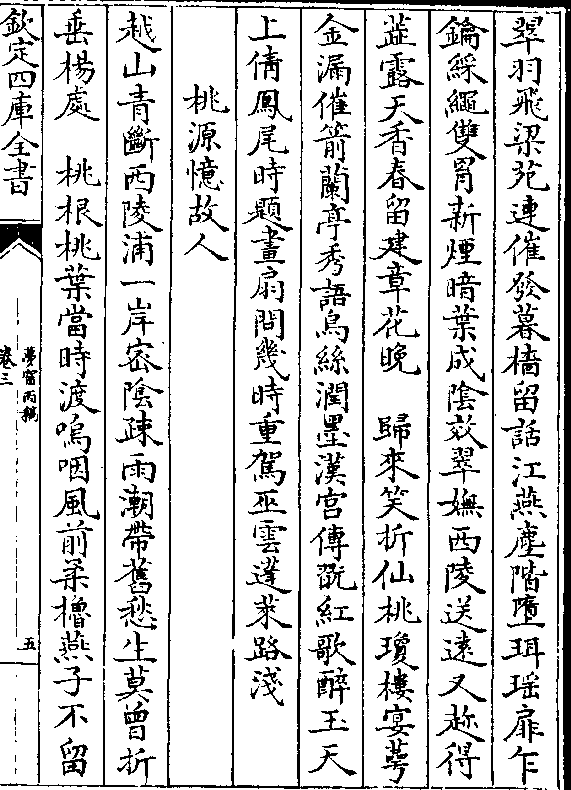 翠羽飛梁苑連催發暮檣留話江燕塵階墮珥瑶扉乍
鑰綵繩雙罥新煙暗葉成陰效翠嫵西陵送遠又趂得
蘂露天香春留建章花晚　歸來笑折仙桃瓊樓宴萼
金漏催箭蘭亭秀語烏絲潤墨漢宫傳翫紅歌醉玉天
上倩鳳尾時題畫扇問幾時重駕巫雲蓬萊路淺
桃源憶故人
越山青斷西陵浦一岸密陰疎雨潮帶舊愁生莫曾折
垂楊處　桃根桃葉當時渡嗚咽風前柔櫓燕子不留
欽定四庫全書
夢窗丙稿
卷三
五